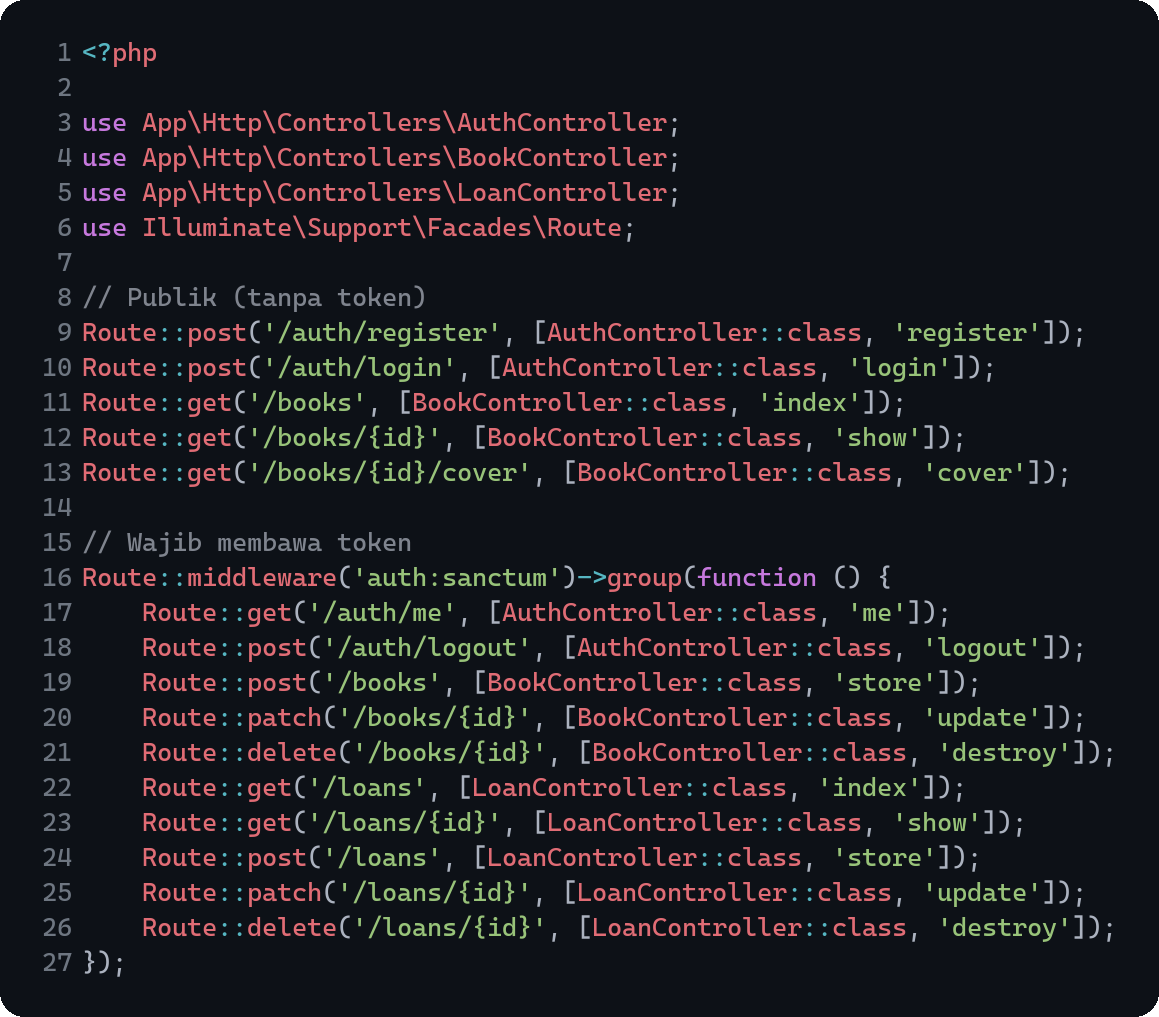 1 <?php
2
3 use App\Http\Controllers\AuthController;
4 use App\Http\Controllers\BookController;
5 use App\Http\Controllers\LoanController;
6 use Illuminate\Support\Facades\Route;
7
8 // Publik (tanpa token)
9 Route::post('/auth/register', [AuthController::class, 'register']);
10 Route::post('/auth/login', [AuthController::class, 'login']);
11 Route::get('/books', [BookController::class, 'index']);
12 Route::get('/books/{id}', [BookController::class, 'show']);
13 Route::get('/books/{id}/cover', [BookController::class, 'cover']);
14
15 // Wajib membawa token
16 Route::middleware('auth:sanctum')->group(function () {
17     Route::get('/auth/me', [AuthController::class, 'me']);
18     Route::post('/auth/logout', [AuthController::class, 'logout']);
19     Route::post('/books', [BookController::class, 'store']);
20     Route::patch('/books/{id}', [BookController::class, 'update']);
21     Route::delete('/books/{id}', [BookController::class, 'destroy']);
22     Route::get('/loans', [LoanController::class, 'index']);
23     Route::get('/loans/{id}', [LoanController::class, 'show']);
24     Route::post('/loans', [LoanController::class, 'store']);
25     Route::patch('/loans/{id}', [LoanController::class, 'update']);
26     Route::delete('/loans/{id}', [LoanController::class, 'destroy']);
27 });